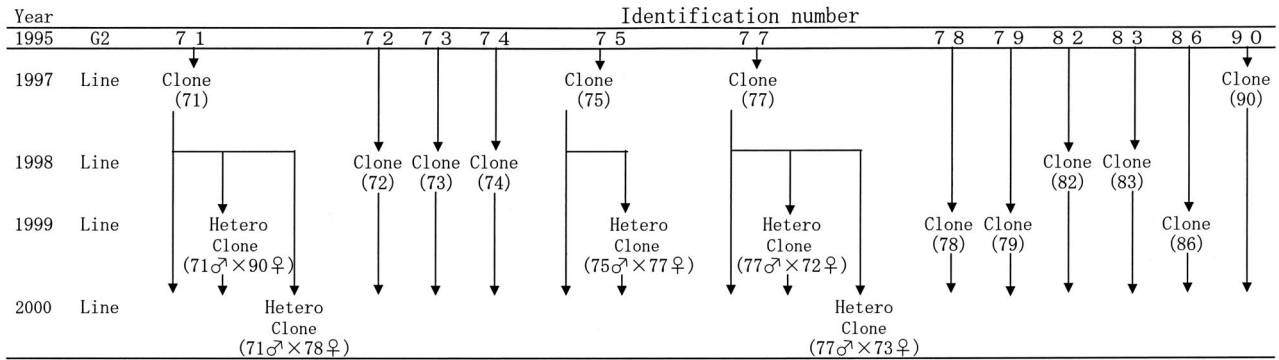 Year Identification number
1995 G2 71 72 73 74 75 77 78 79 82 83 86 90
1997 Line Clone Clone Clone Clone
(71) (75) (77) (90)
1998 Line Clone Clone Clone Clone Clone
(72) (73) (74) (82) (83)
1999 Line Hetero Hetero Hetero Clone Clone Clone
Clone Clone Clone (78) (79) (86)
(71♂×90♀) (75♂×77♀) (77♂×72♀)
2000 Line Hetero Hetero
Clone Clone
(71♂×78♀) (77♂×73♀)